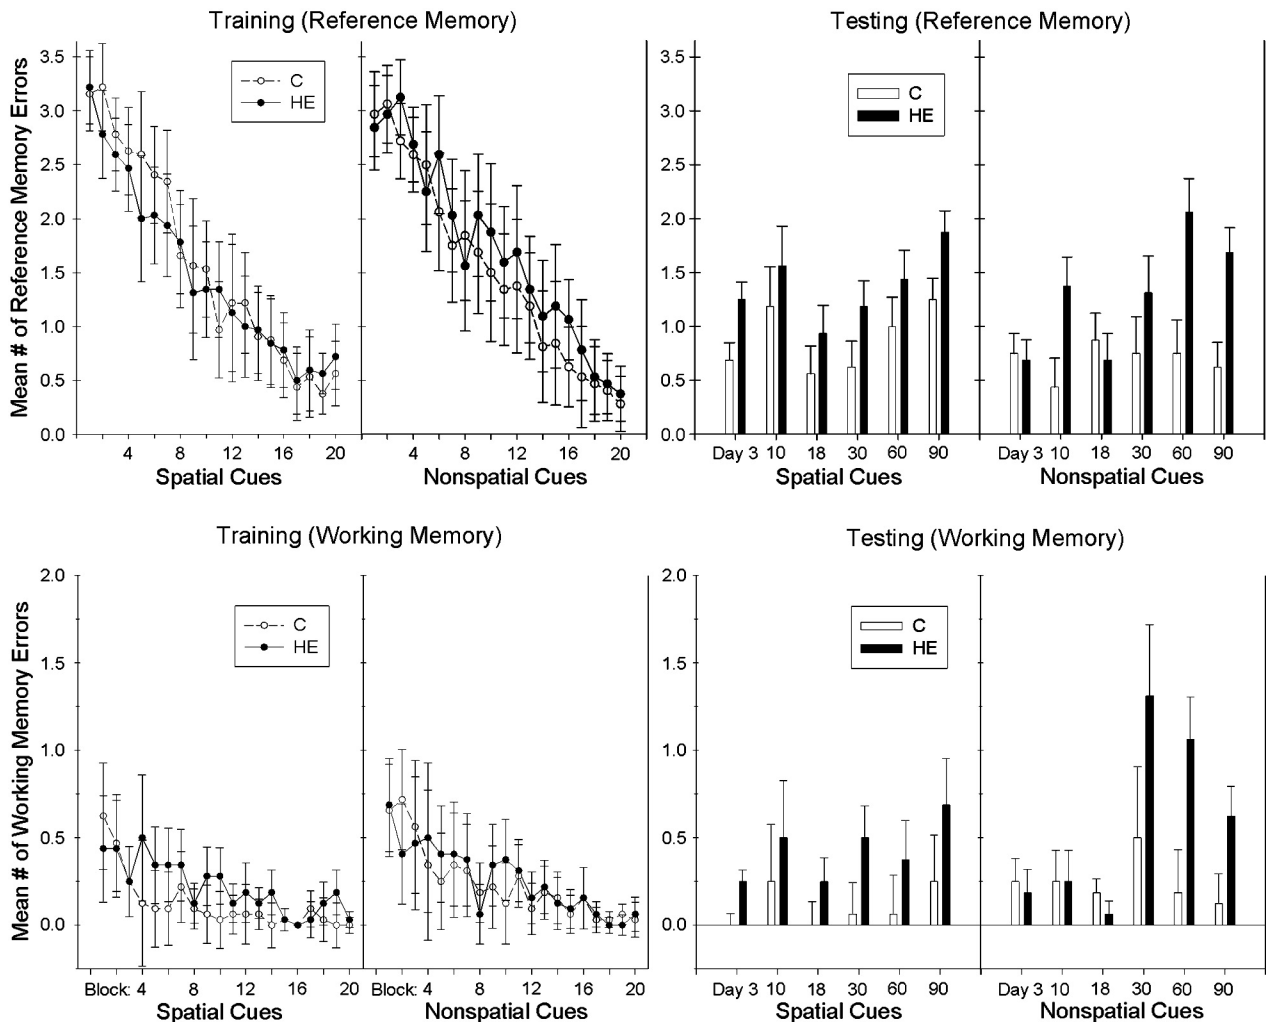 Training (Reference Memory)
Testing (Reference Memory)
Mean # of Reference Memory Errors
3.5
3.0
2.5
2.0
1.5
1.0
0.5
0.0
C
HE
4 8 12 16 20
Spatial Cues
4 8 12 16 20
Nonspatial Cues
3.5
3.0
2.5
2.0
1.5
1.0
0.5
0.0
C
HE
Day 3 10 18 30 60 90
Spatial Cues
Day 3 10 18 30 60 90
Nonspatial Cues
Training (Working Memory)
Testing (Working Memory)
Mean # of Working Memory Errors
2.0
1.5
1.0
0.5
0.0
C
HE
Block: 4 8 12 16 20
Spatial Cues
Block: 4 8 12 16 20
Nonspatial Cues
2.0
1.5
1.0
0.5
0.0
C
HE
Day 3 10 18 30 60 90
Spatial Cues
Day 3 10 18 30 60 90
Nonspatial Cues